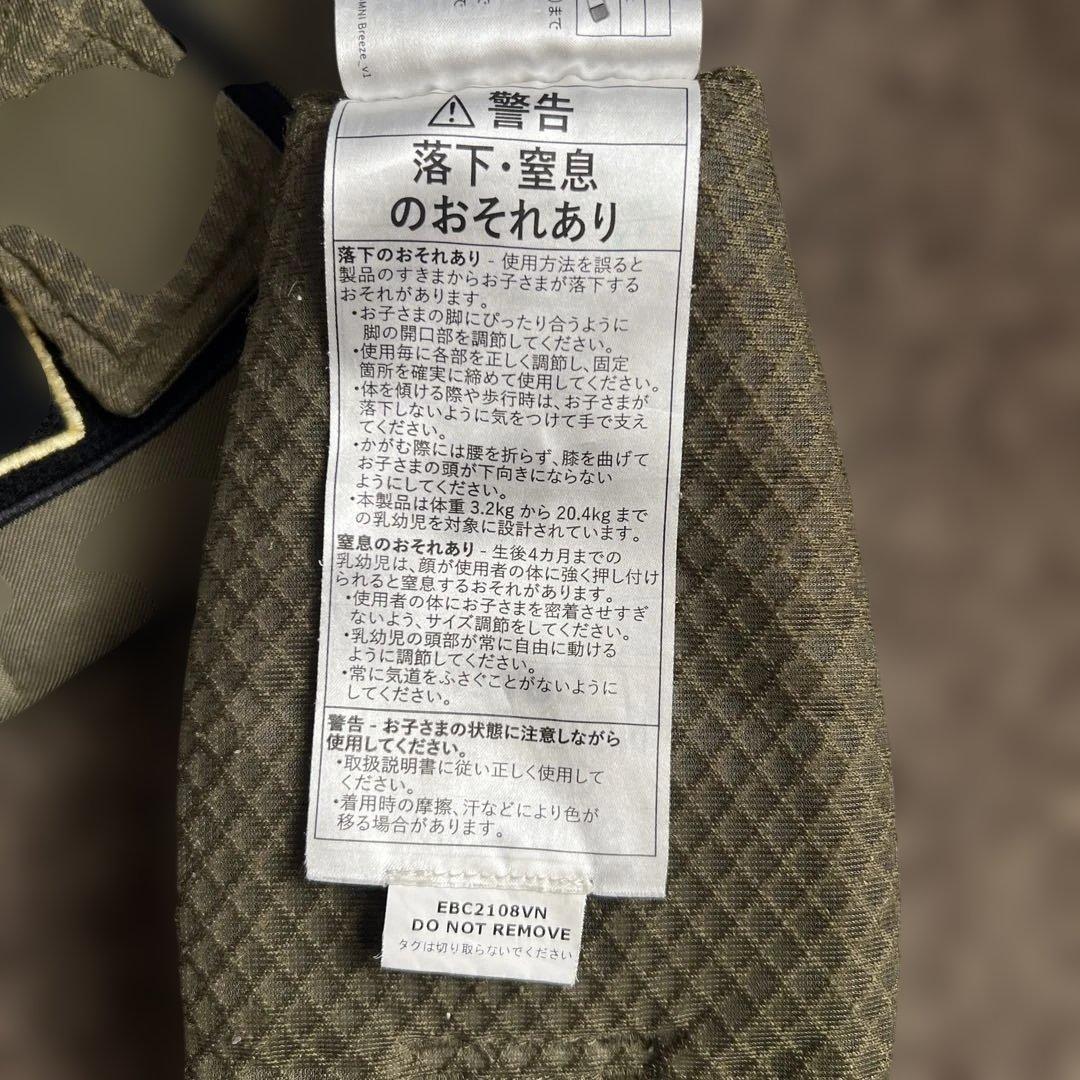 MNI Breeze_v1
まで
⚠ 警告
落下・窒息
のおそれあり
落下のおそれあり - 使用方法を誤ると
製品のすきまからお子さまが落下する
おそれがあります。
・お子さまの脚にぴったり合うように
脚の開口部を調節してください。
・使用毎に各部を正しく調節し、固定
箇所を確実に締めて使用してください。
・体を傾ける際や歩行時は、お子さまが
落下しないように気をつけて手で支え
てください。
・かがむ際には腰を折らず、膝を曲げて
お子さまの頭が下向きにならない
ようにしてください。
・本製品は体重 3.2kg から 20.4kg まで
の乳幼児を対象に設計されています。
窒息のおそれあり - 生後4カ月までの
乳幼児は、顔が使用者の体に強く押し付け
られると窒息するおそれがあります。
・使用者の体にお子さまを密着させすぎ
ないよう、サイズ調節をしてください。
・乳幼児の頭部が常に自由に動ける
ように調節してください。
・常に気道をふさぐことがないように
してください。
警告 - お子さまの状態に注意しながら
使用してください。
・取扱説明書に従い正しく使用して
ください。
・着用時の摩擦、汗などにより色が
移る場合があります。
EBC2108VN
DO NOT REMOVE
タグは切り取らないでください